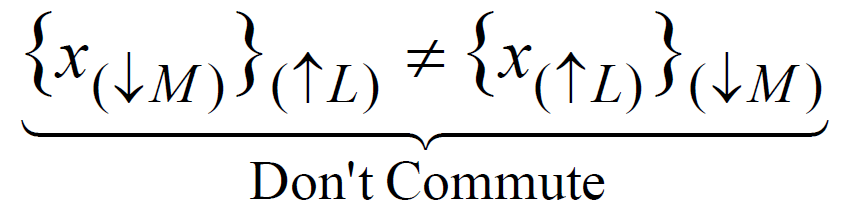 {x(↓M)}(↑L) ≠ {x(↑L)}(↓M)
Don't Commute